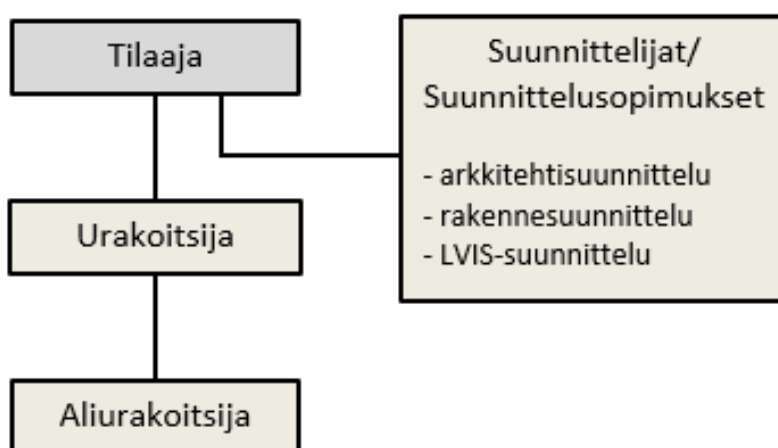 Tilaaja
Suunnittelijat/
Suunnittelusopimukset
- arkkitehtisuunnittelu
- rakennesuunnittelu
- LVIS-suunnittelu
Urakoitsija
Aliurakoitsija